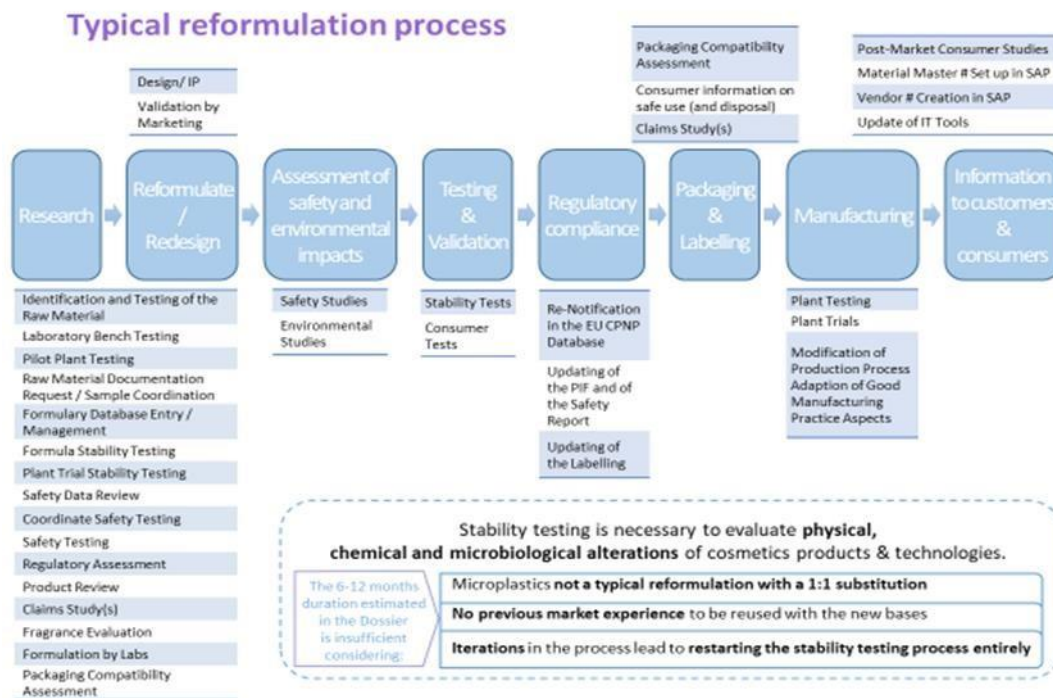 Typical reformulation process
Design/ IP
Validation by
Marketing
Packaging Compatibility
Assessment
Consumer information on
safe use (and disposal)
Claims Study(s)
Post-Market Consumer Studies
Material Master # Set up in SAP
Vendor # Creation in SAP
Update of IT Tools
Research
Reformulate
/
Redesign
Assessment of
safety and
environmental
impacts
Testing
&
Validation
Regulatory
compliance
Packaging
&
Labelling
Manufacturing
Information
to customers
&
consumers
Identification and Testing of the
Raw Material
Laboratory Bench Testing
Pilot Plant Testing
Raw Material Documentation
Request / Sample Coordination
Formulary Database Entry /
Management
Formula Stability Testing
Plant Trial Stability Testing
Safety Data Review
Coordinate Safety Testing
Safety Testing
Regulatory Assessment
Product Review
Claims Study(s)
Fragrance Evaluation
Formulation by Labs
Packaging Compatibility
Assessment
Safety Studies
Environmental
Studies
Stability Tests
Consumer
Tests
Re-Notification
in the EU CPNP
Database
Updating of
the PIF and of
the Safety
Report
Updating of
the Labelling
Plant Testing
Plant Trials
Modification of
Production Process
Adaption of Good
Manufacturing
Practice Aspects
Stability testing is necessary to evaluate physical,
chemical and microbiological alterations of cosmetics products & technologies.
The 6-12 months
duration estimated
in the Dossier
is insufficient
considering:
Microplastics not a typical reformulation with a 1:1 substitution
No previous market experience to be reused with the new bases
Iterations in the process lead to restarting the stability testing process entirely